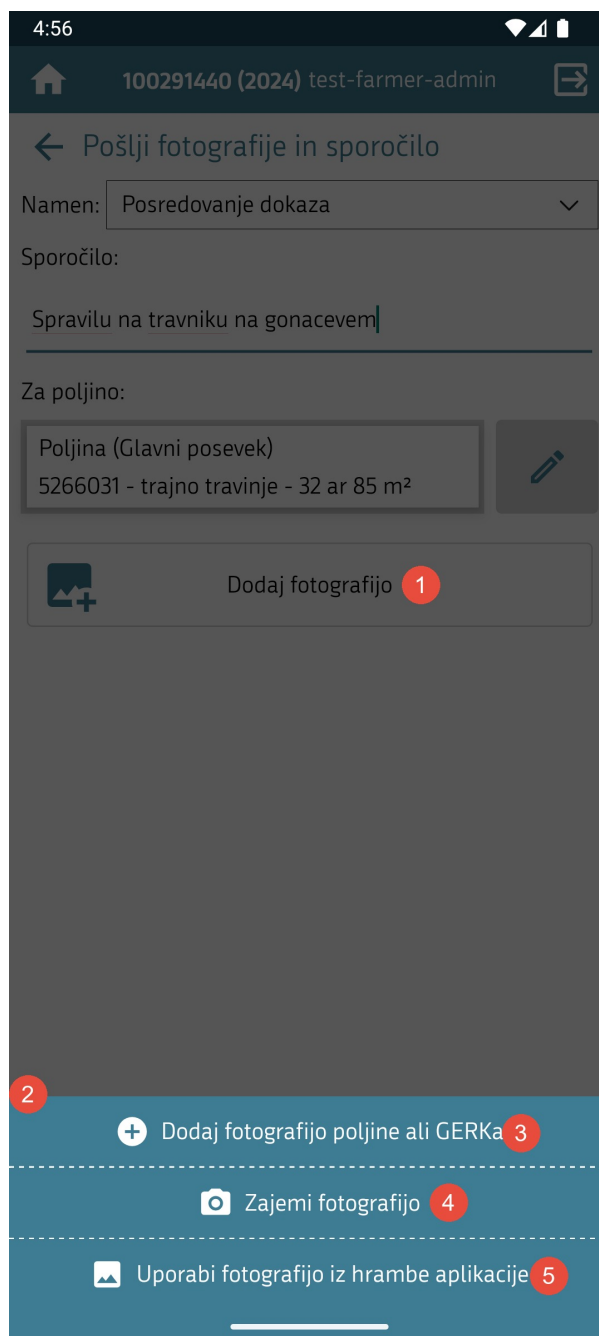 4:56
100291440 (2024) test-farmer-admin
Pošlji fotografije in sporočilo
Namen: Posredovanje dokaza
Sporočilo:
Spravilu na travniku na gonacevem
Za poljino:
Poljina (Glavni posevek)
5266031 - trajno travinje - 32 ar 85 m²
Dodaj fotografijo 1
2
Dodaj fotografijo poljine ali GERKa 3
Zajemi fotografijo 4
Uporabi fotografijo iz hrambe aplikacije 5